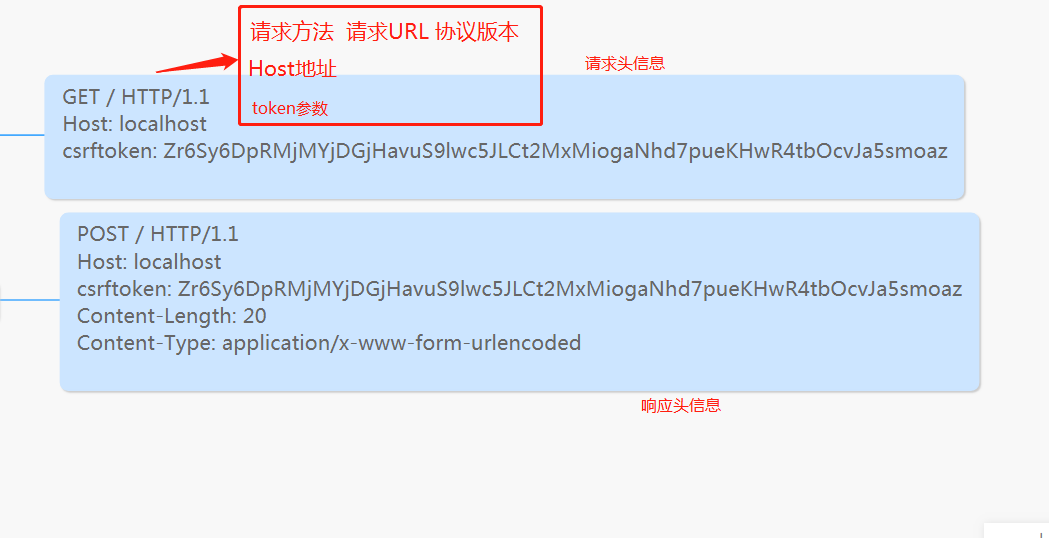 请求方法 请求URL 协议版本
Host地址
token参数
请求头信息
GET / HTTP/1.1
Host: localhost
csrftoken: Zr6Sy6DpRMjMYjDGjHavuS9lwc5JLCt2MxMiogaNhd7pueKHwR4tbOcvJa5smoaz
POST / HTTP/1.1
Host: localhost
csrftoken: Zr6Sy6DpRMjMYjDGjHavuS9lwc5JLCt2MxMiogaNhd7pueKHwR4tbOcvJa5smoaz
Content-Length: 20
Content-Type: application/x-www-form-urlencoded
响应头信息